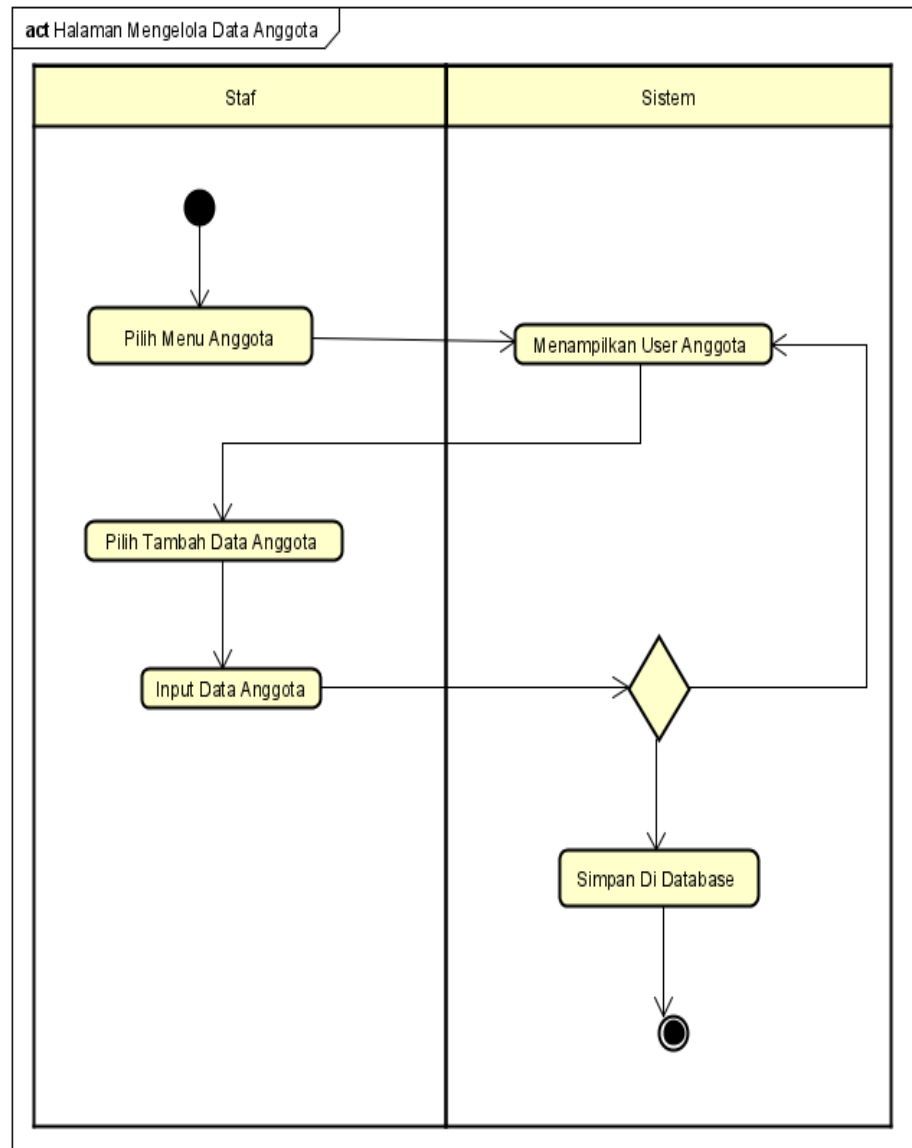 act Halaman Mengelola Data Anggota
Staf
Sistem
Pilih Menu Anggota
Menampilkan User Anggota
Pilih Tambah Data Anggota
Input Data Anggota
Simpan Di Database